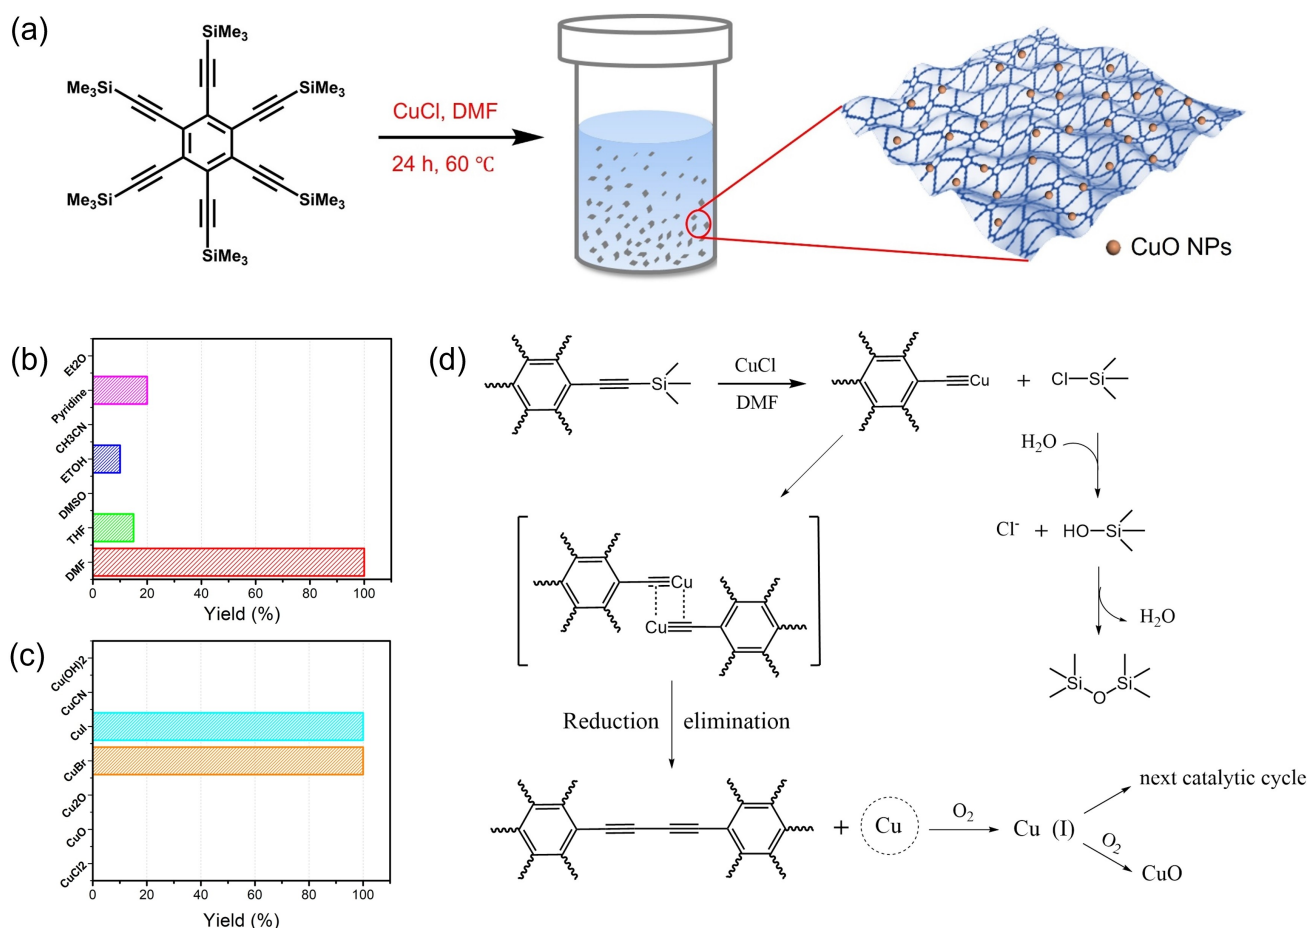 (a)
SiMe3
Me3Si
SiMe3
Me3Si
SiMe3
SiMe3
CuCl, DMF
24 h, 60 ℃
CuO NPs
(b)
Et2O
Pyridine
CH3CN
ETOH
DMSO
THF
DMF
0 20 40 60 80 100
Yield (%)
(c)
Cu(OH)2
CuCN
CuI
CuBr
Cu2O
CuO
CuCl2
0 20 40 60 80 100
Yield (%)
(d)
Si
CuCl
DMF
Cu
+
Cl Si
H2O
Cl- + HO Si
H2O
Si O Si
Cu
Cu
Reduction elimination
+ Cu
O2
Cu (I)
next catalytic cycle
O2
CuO